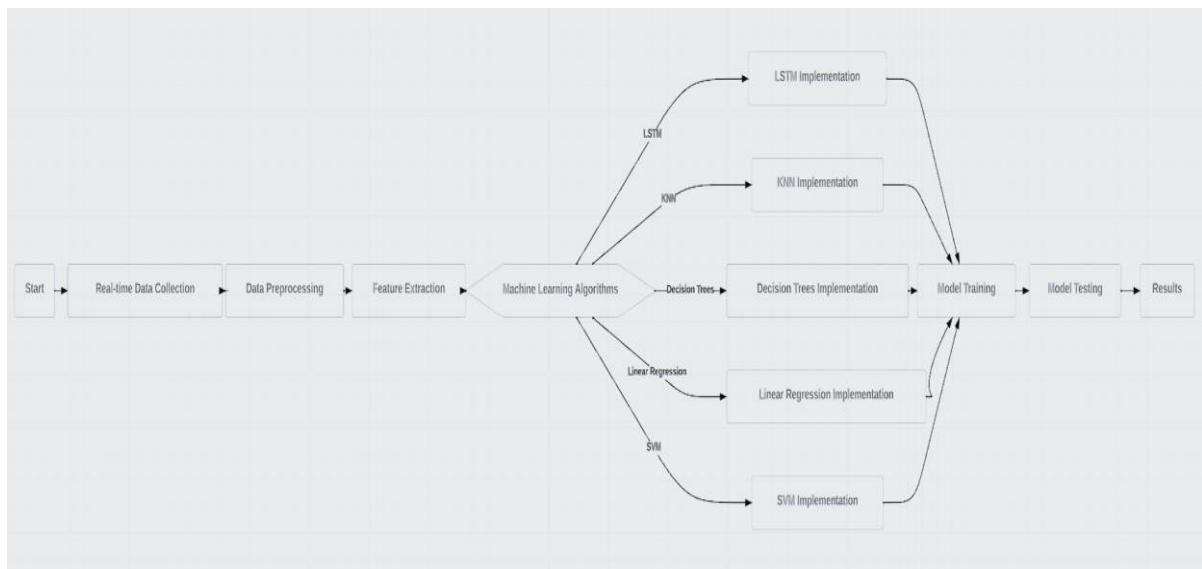 LSTM Implementation
LSTM
KNN Implementation
KNN
Start
Real-time Data Collection
Data Preprocessing
Feature Extraction
Machine Learning Algorithms
Decision Trees
Decision Trees Implementation
Model Training
Model Testing
Results
Linear Regression
Linear Regression Implementation
SVM
SVM Implementation